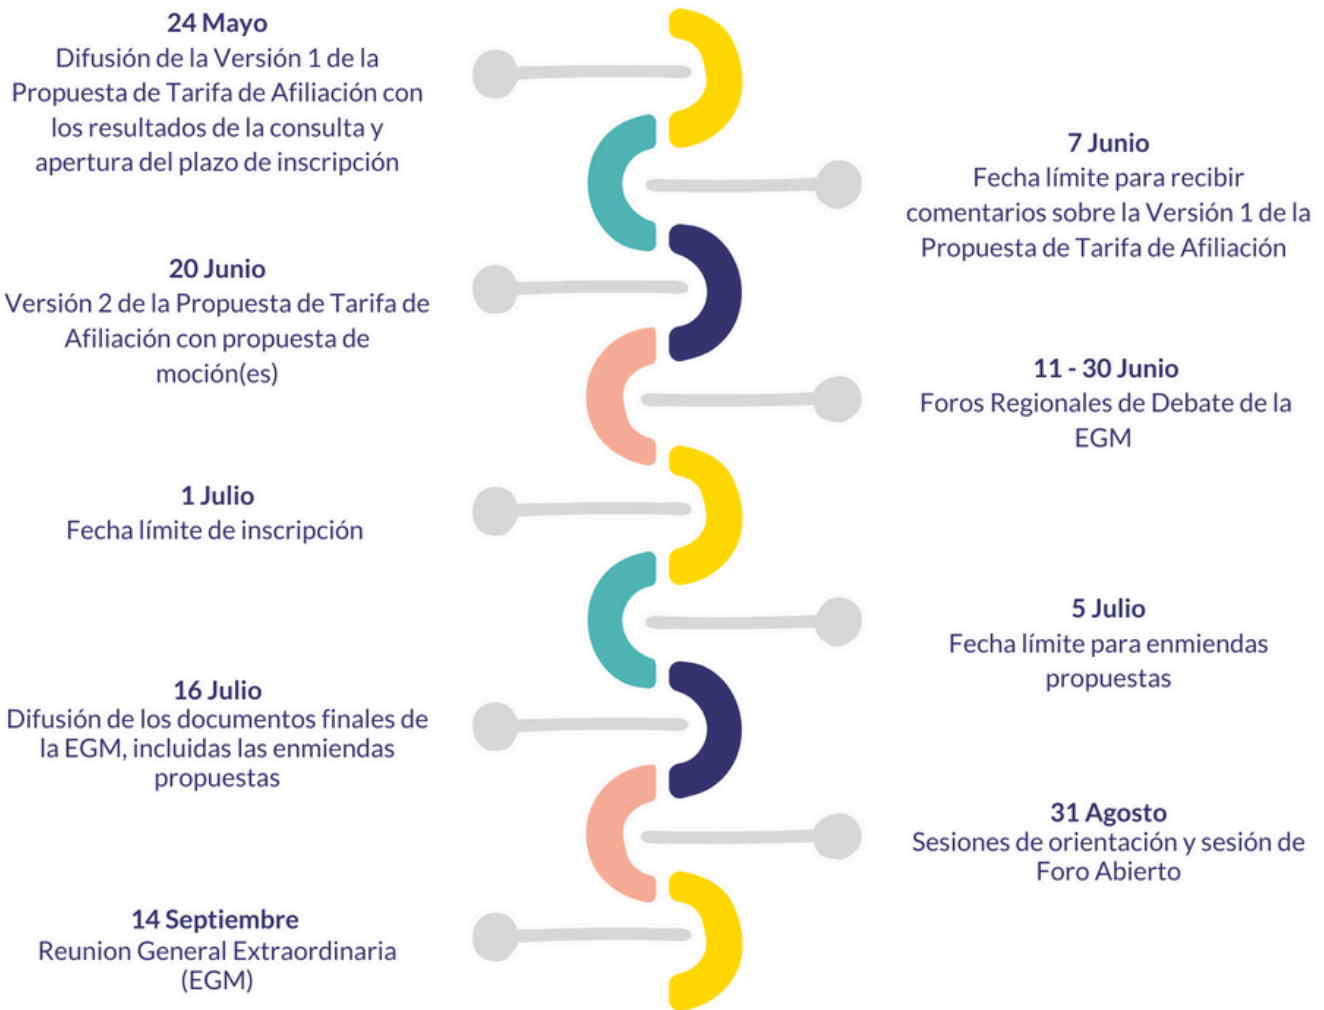 24 Mayo
Difusión de la Versión 1 de la
Propuesta de Tarifa de Afiliación con
los resultados de la consulta y
apertura del plazo de inscripción
7 Junio
Fecha límite para recibir
comentarios sobre la Versión 1 de la
Propuesta de Tarifa de Afiliación
20 Junio
Versión 2 de la Propuesta de Tarifa de
Afiliación con propuesta de
moción(es)
11 - 30 Junio
Foros Regionales de Debate de la
EGM
1 Julio
Fecha límite de inscripción
5 Julio
Fecha límite para enmiendas
propuestas
16 Julio
Difusión de los documentos finales de
la EGM, incluidas las enmiendas
propuestas
31 Agosto
Sesiones de orientación y sesión de
Foro Abierto
14 Septiembre
Reunion General Extraordinaria
(EGM)